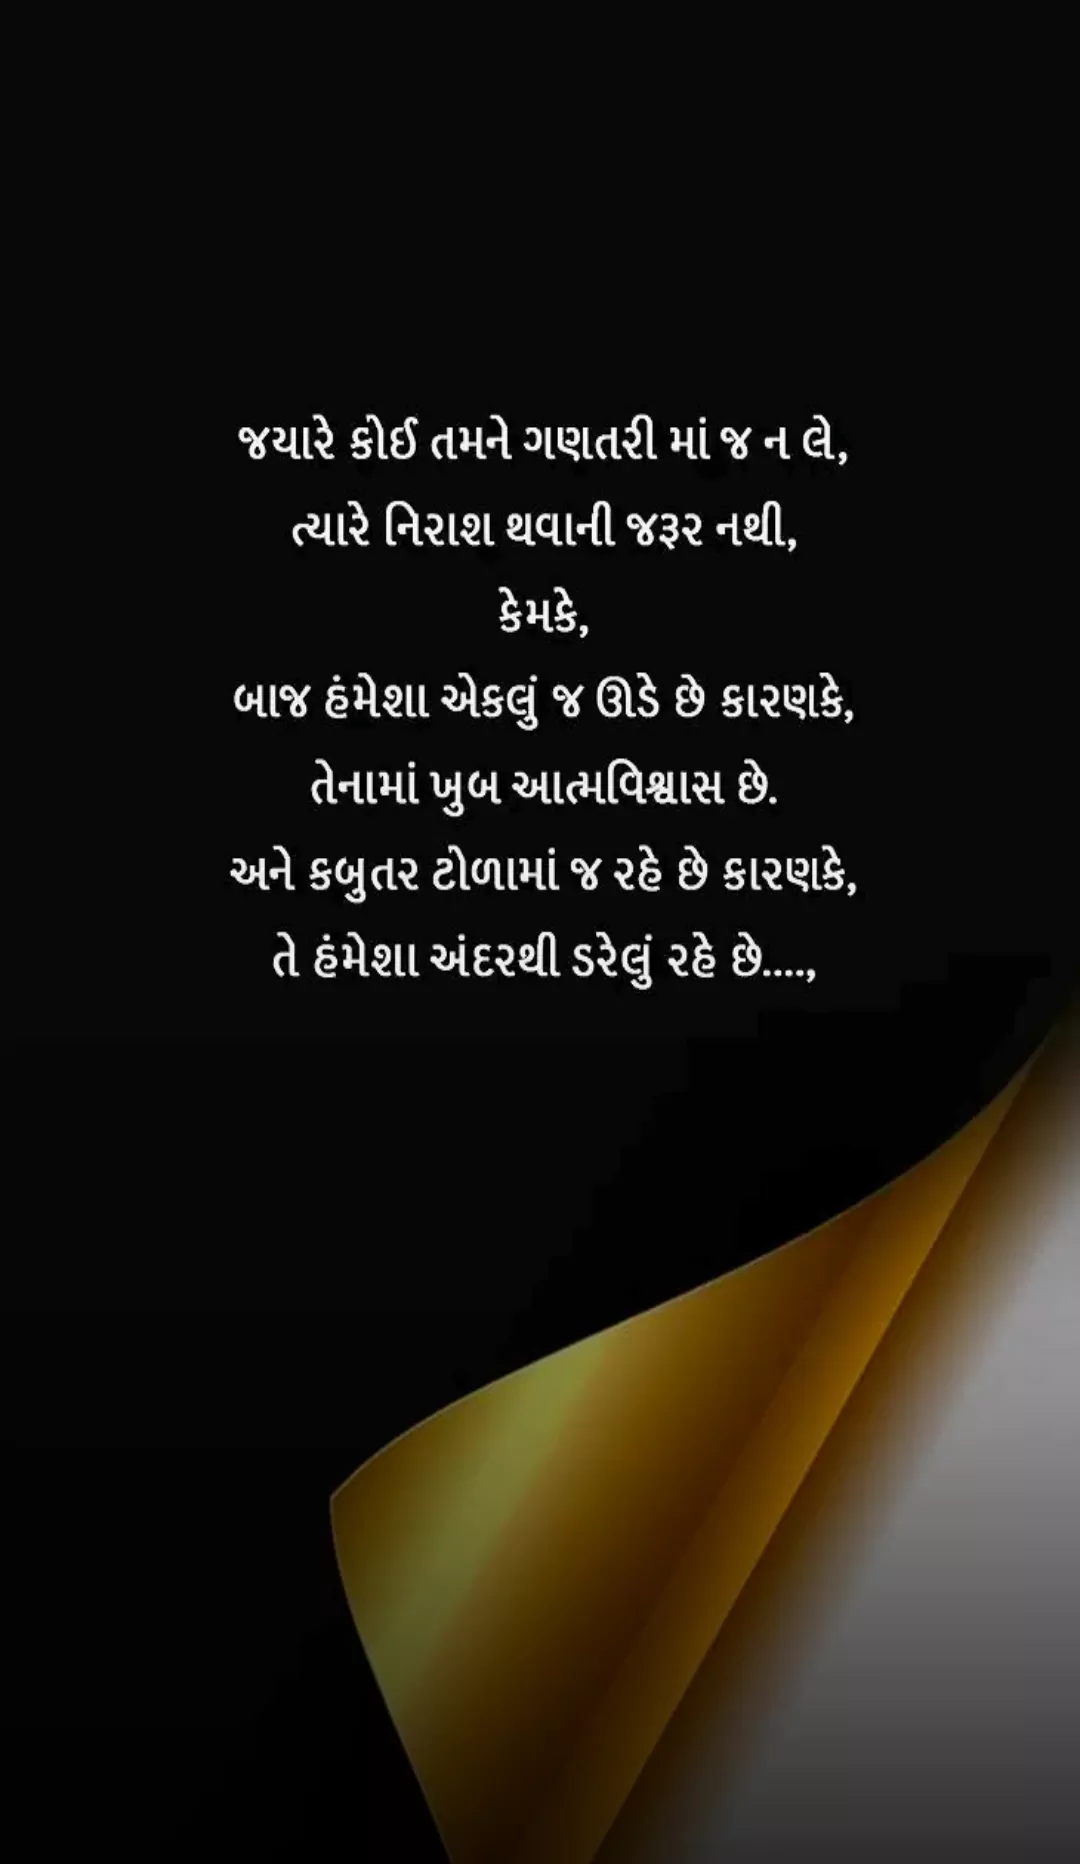 જયારે કોઈ તમને ગણતરી માં જ ન લે,
ત્યારે નિરાશ થવાની જરૂર નથી,
કેમકે,
બાજ હંમેશા એકલું જ ઊડે છે કારણકે,
તેનામાં ખુબ આત્મવિશ્વાસ છે.
અને કબુતર ટોળામાં જ રહે છે કારણકે,
તે હંમેશા અંદરથી ડરેલું રહે છે....,